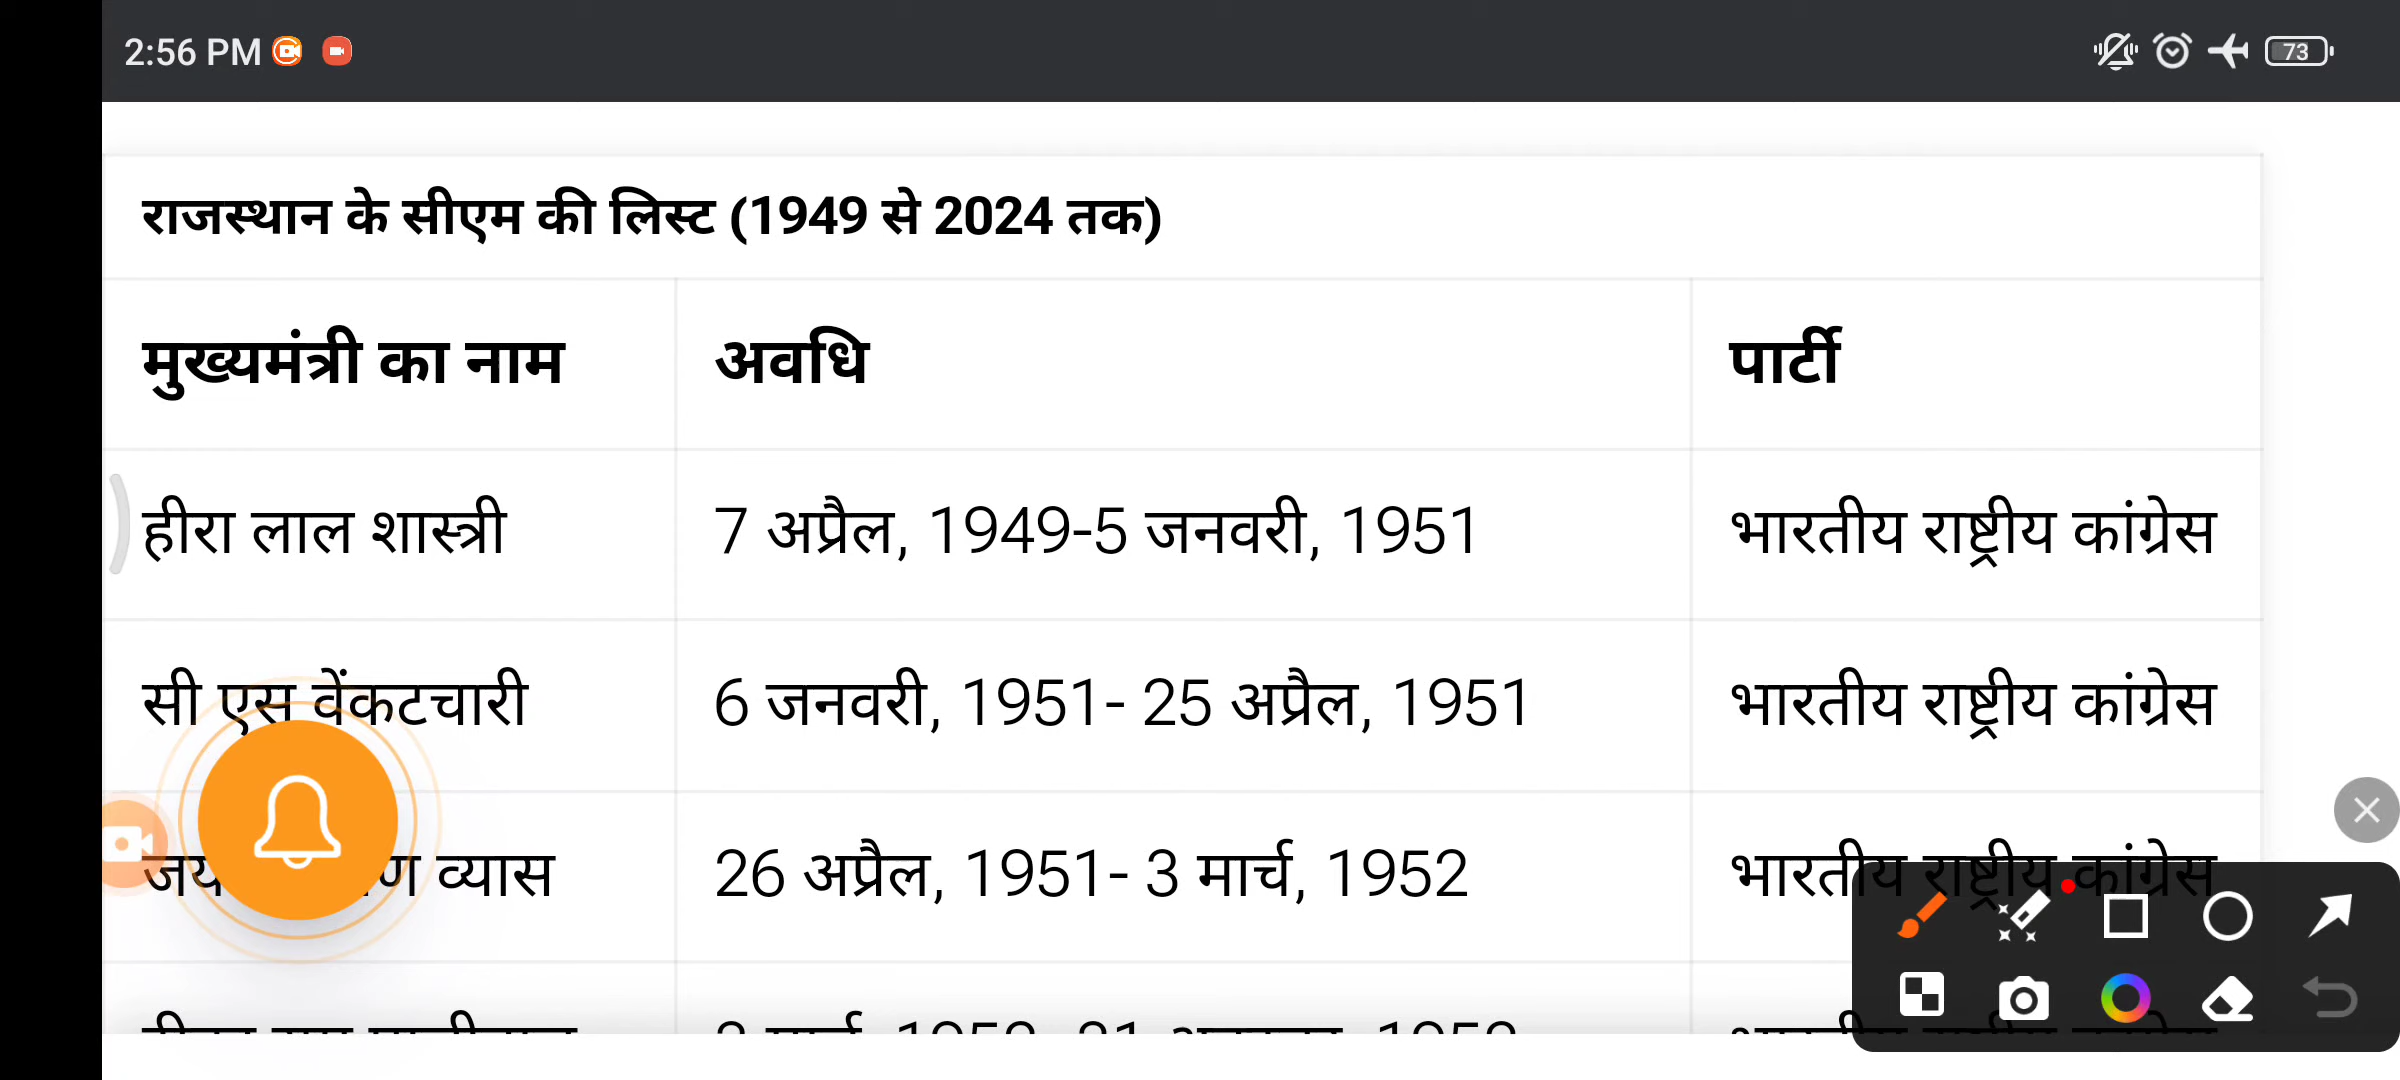 2:56 PM
73
राजस्थान के सीएम की लिस्ट (1949 से 2024 तक)
मुख्यमंत्री का नाम अवधि पार्टी
हीरा लाल शास्त्री 7 अप्रैल, 1949-5 जनवरी, 1951 भारतीय राष्ट्रीय कांग्रेस
सी एस वेंकटचारी 6 जनवरी, 1951- 25 अप्रैल, 1951 भारतीय राष्ट्रीय कांग्रेस
व्यास 26 अप्रैल, 1951- 3 मार्च, 1952 भारतीय राष्ट्रीय कांग्रेस